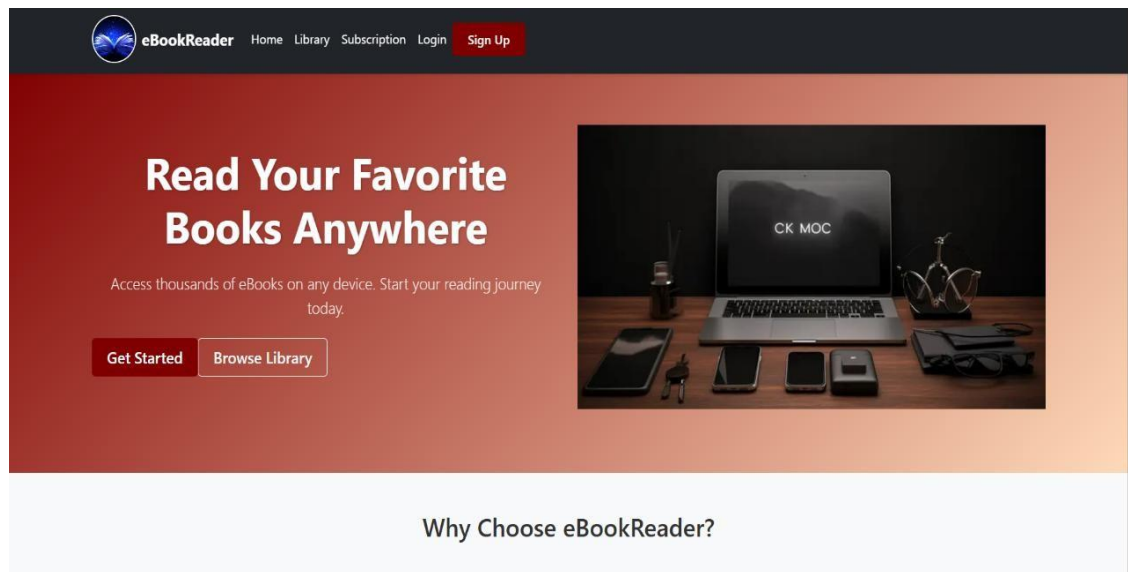 eBookReader
Home Library Subscription Login Sign Up
Read Your Favorite
Books Anywhere
Access thousands of eBooks on any device. Start your reading journey
today.
Get Started Browse Library
CK MOC
Why Choose eBookReader?